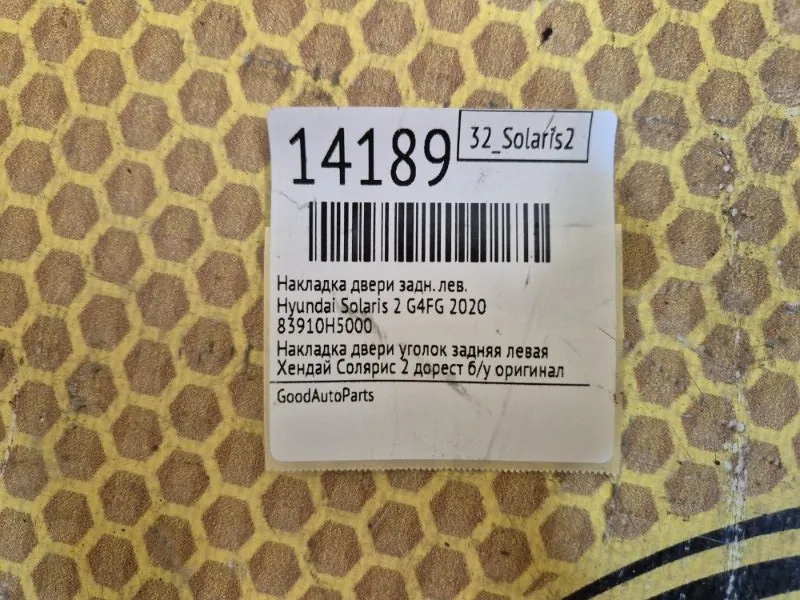 14189
32_Solaris2
Накладка двери задн. лев.
Hyundai Solaris 2 G4FG 2020
83910H5000
Накладка двери уголок задняя левая
Хендай Солярис 2 дорест б/у оригинал
GoodAutoParts